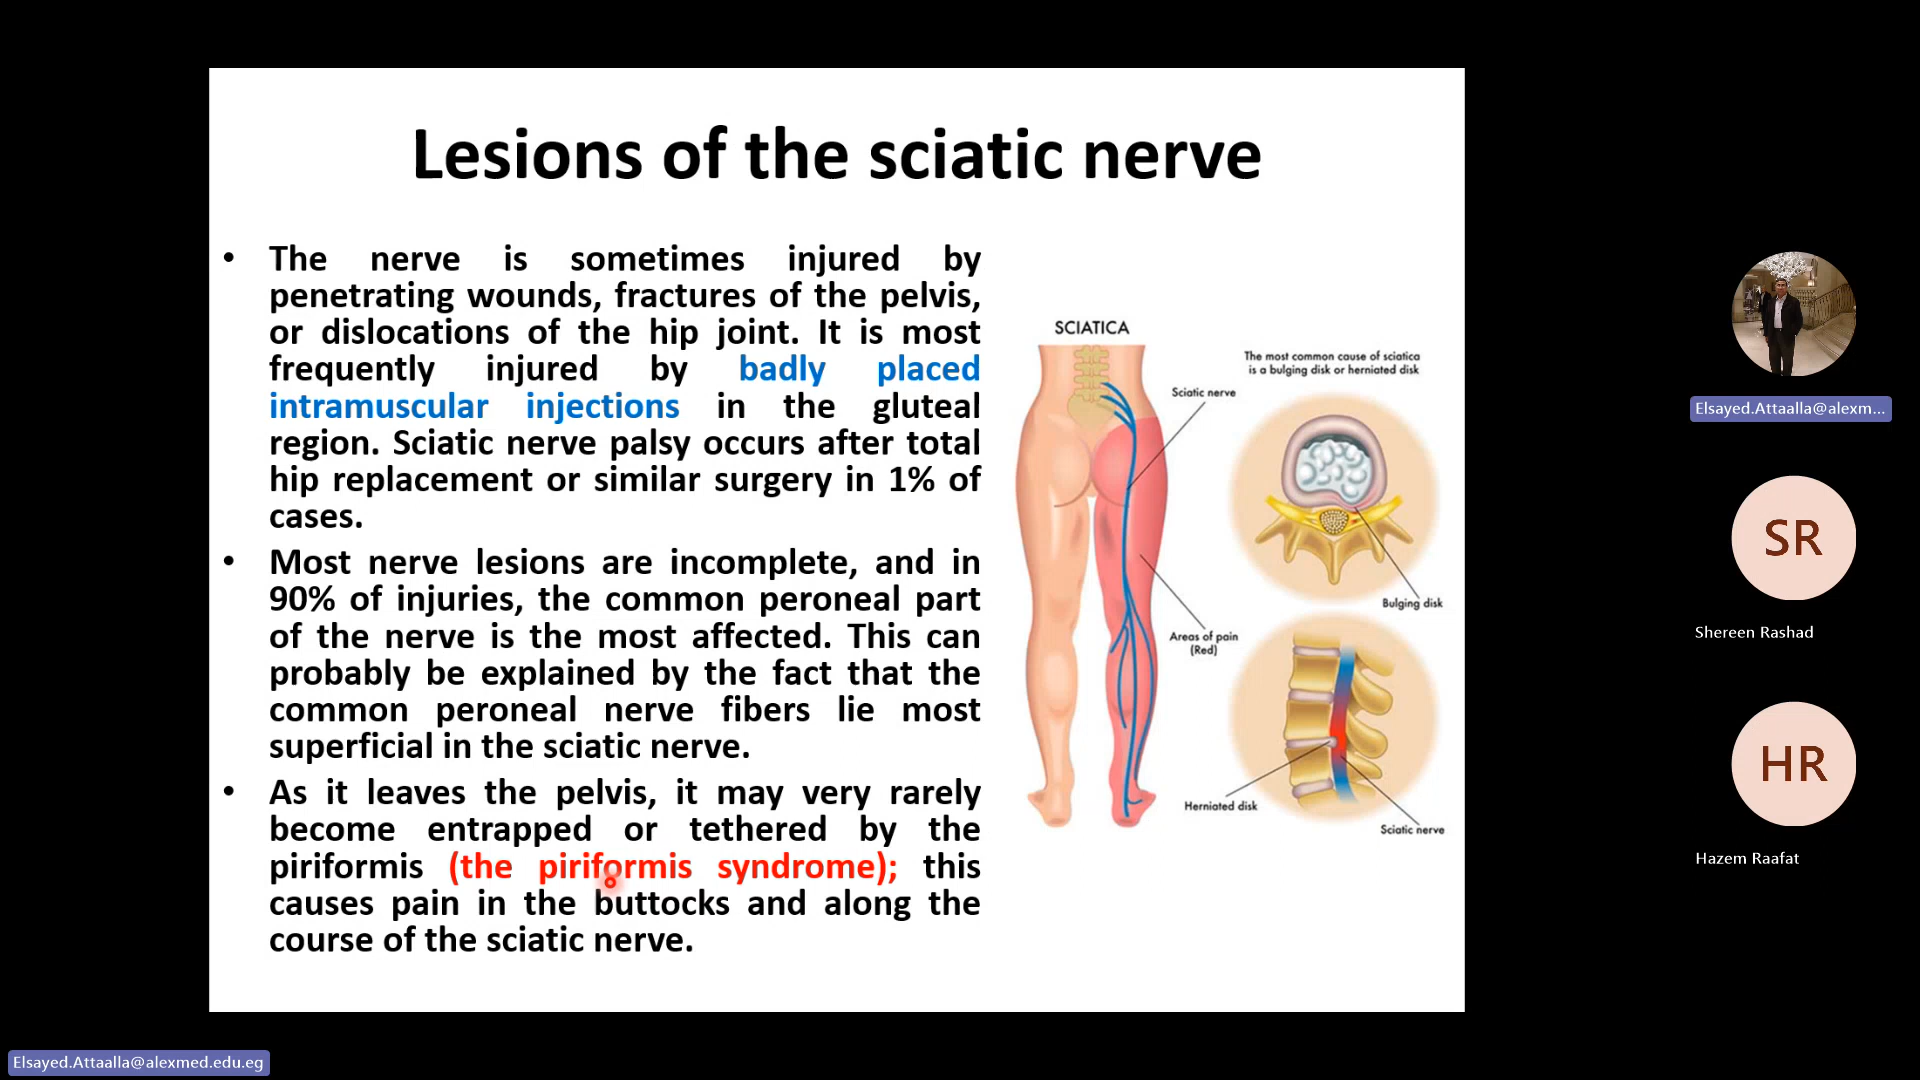 Lesions of the sciatic nerve
• The nerve is sometimes injured by
penetrating wounds, fractures of the pelvis,
or dislocations of the hip joint. It is most
frequently injured by badly placed
intramuscular injections in the gluteal
region. Sciatic nerve palsy occurs after total
hip replacement or similar surgery in 1% of
cases.
• Most nerve lesions are incomplete, and in
90% of injuries, the common peroneal part
of the nerve is the most affected. This can
probably be explained by the fact that the
common peroneal nerve fibers lie most
superficial in the sciatic nerve.
• As it leaves the pelvis, it may very rarely
become entrapped or tethered by the
piriformis (the piriformis syndrome); this
causes pain in the buttocks and along the
course of the sciatic nerve.
SCIATICA
The most common cause of sciatica
is a bulging disk or herniated disk
Sciatic nerve
Bulging disk
Areas of pain
(Red)
Herniated disk
Sciatic nerve
Elsayed.Attaalla@alexm...
SR
Shereen Rashad
HR
Hazem Raafat
Elsayed.Attaalla@alexmed.edu.eg